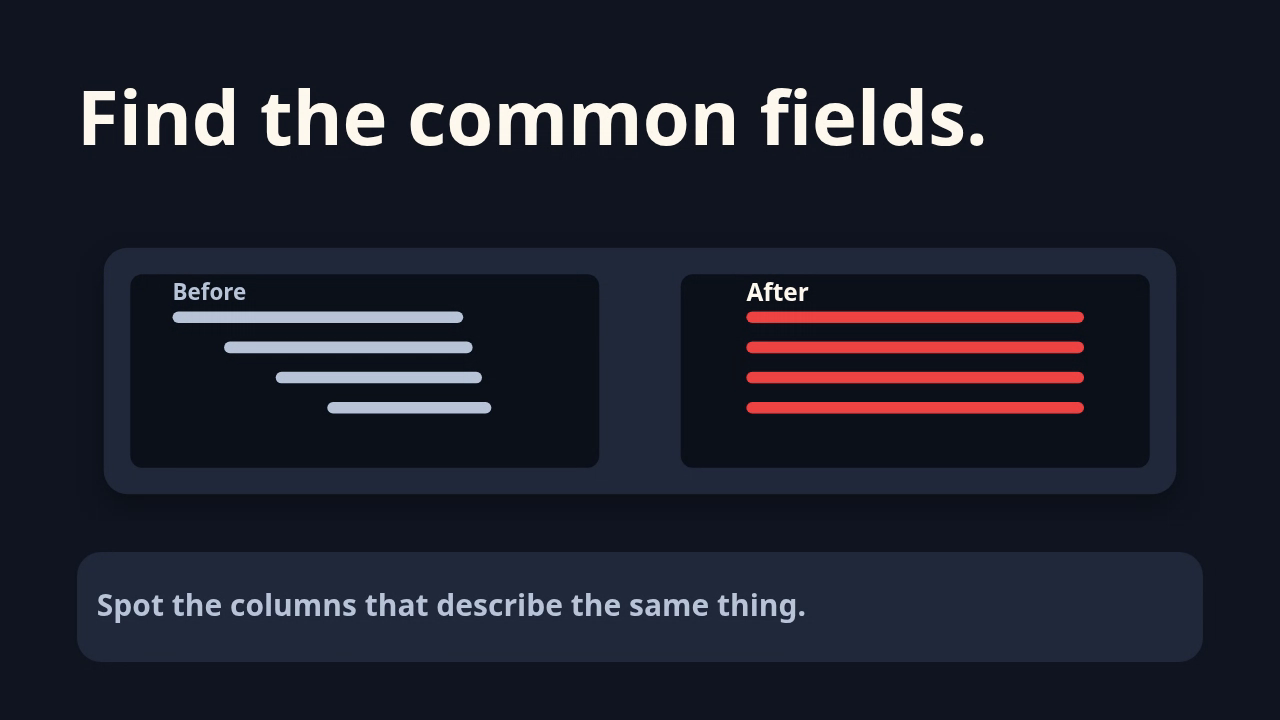 Find the common fields.
Before
After
Spot the columns that describe the same thing.